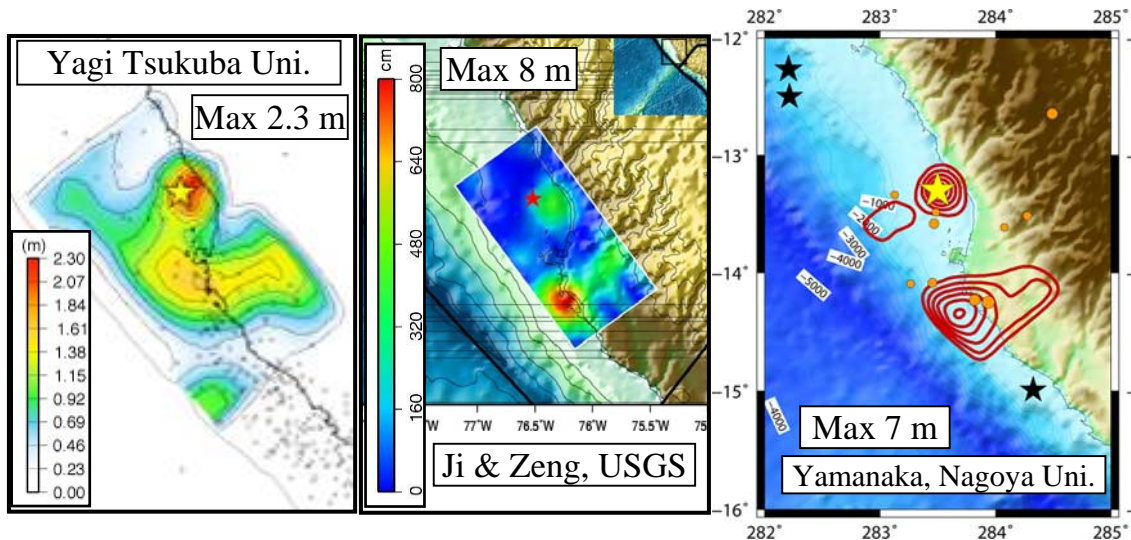 Yagi Tsukuba Uni.
Max 2.3 m
(m)
2.30
2.07
1.84
1.61
1.38
1.15
0.92
0.69
0.46
0.23
0.00
cm
800
640
480
320
160
0
Max 8 m
77°W
76.5°W
76°W
75.5°W
Ji & Zeng, USGS
282
283
284
285
-12
-13
-14
-15
-16
-1000
-2000
-3000
-4000
-5000
-4000
Max 7 m
Yamanaka, Nagoya Uni.